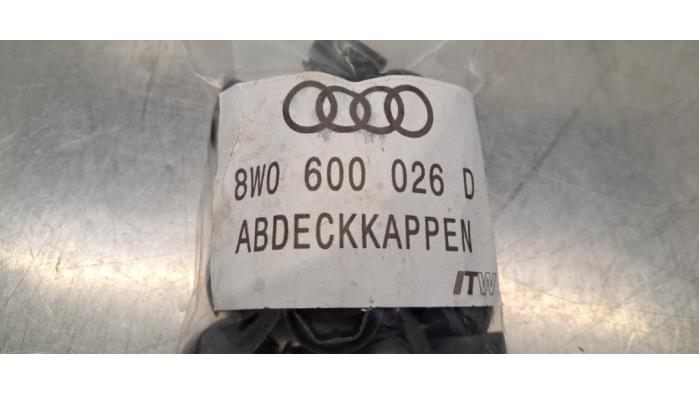 8W0 600 026 D
ABDECKKAPPEN
ITW